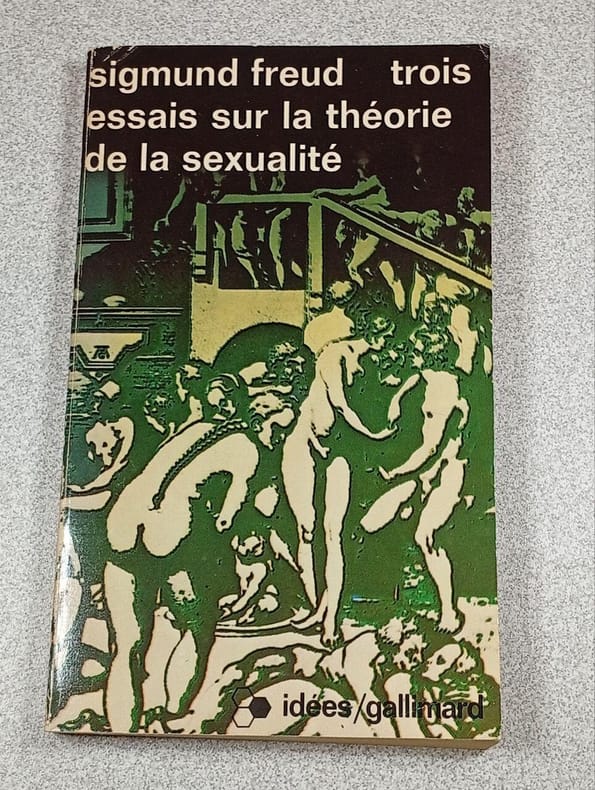 sigmund freud trois
essais sur la théorie
de la sexualité
idées/gallimard